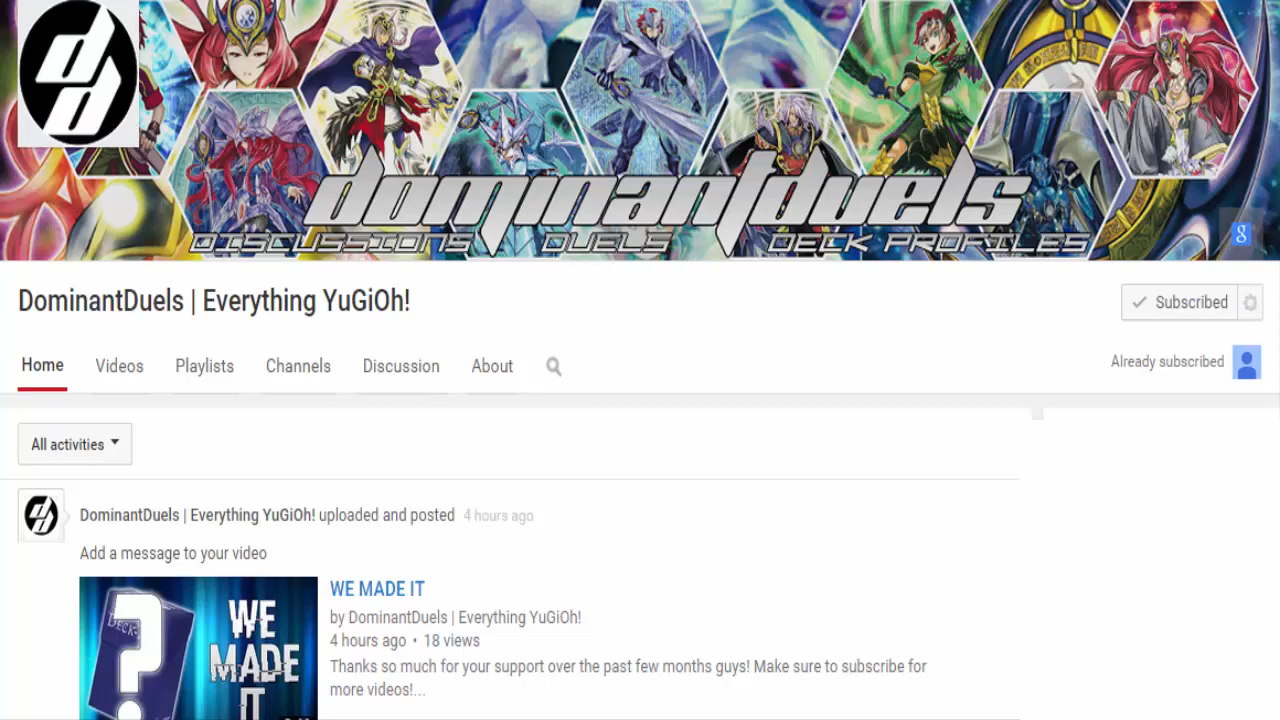 dd
dominantduels
DISCUSSIONS DUELS DECK PROFILES
g
DominantDuels | Everything YuGiOh!
Subscribed
Home Videos Playlists Channels Discussion About
Already subscribed
All activities
DominantDuels | Everything YuGiOh! uploaded and posted 4 hours ago
Add a message to your video
DECK
?
WE
MADE
IT
WE MADE IT
by DominantDuels | Everything YuGiOh!
4 hours ago • 18 views
Thanks so much for your support over the past few months guys! Make sure to subscribe for
more videos!...